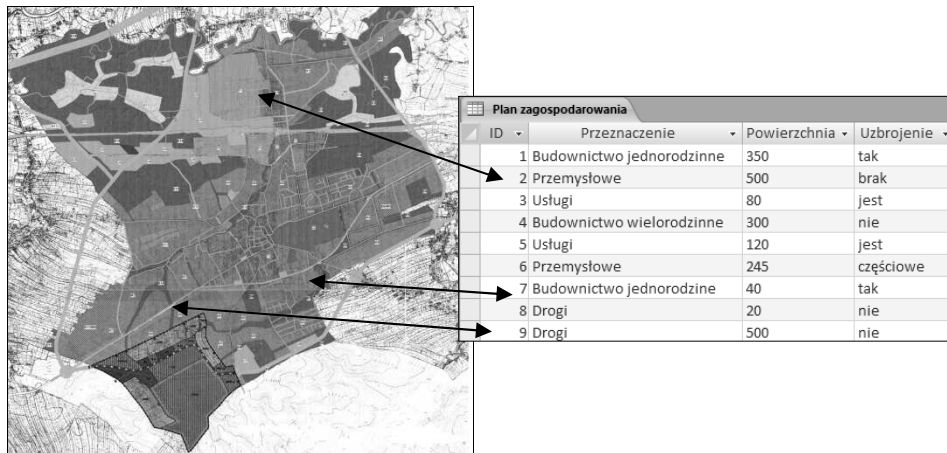 Plan zagospodarowania
ID Przeznaczenie Powierzchnia Uzbrojenie
1 Budownictwo jednorodzinne 350 tak
2 Przemysłowe 500 brak
3 Usługi 80 jest
4 Budownictwo wielorodzinne 300 nie
5 Usługi 120 jest
6 Przemysłowe 245 częściowe
7 Budownictwo jednorodzine 40 tak
8 Drogi 20 nie
9 Drogi 500 nie